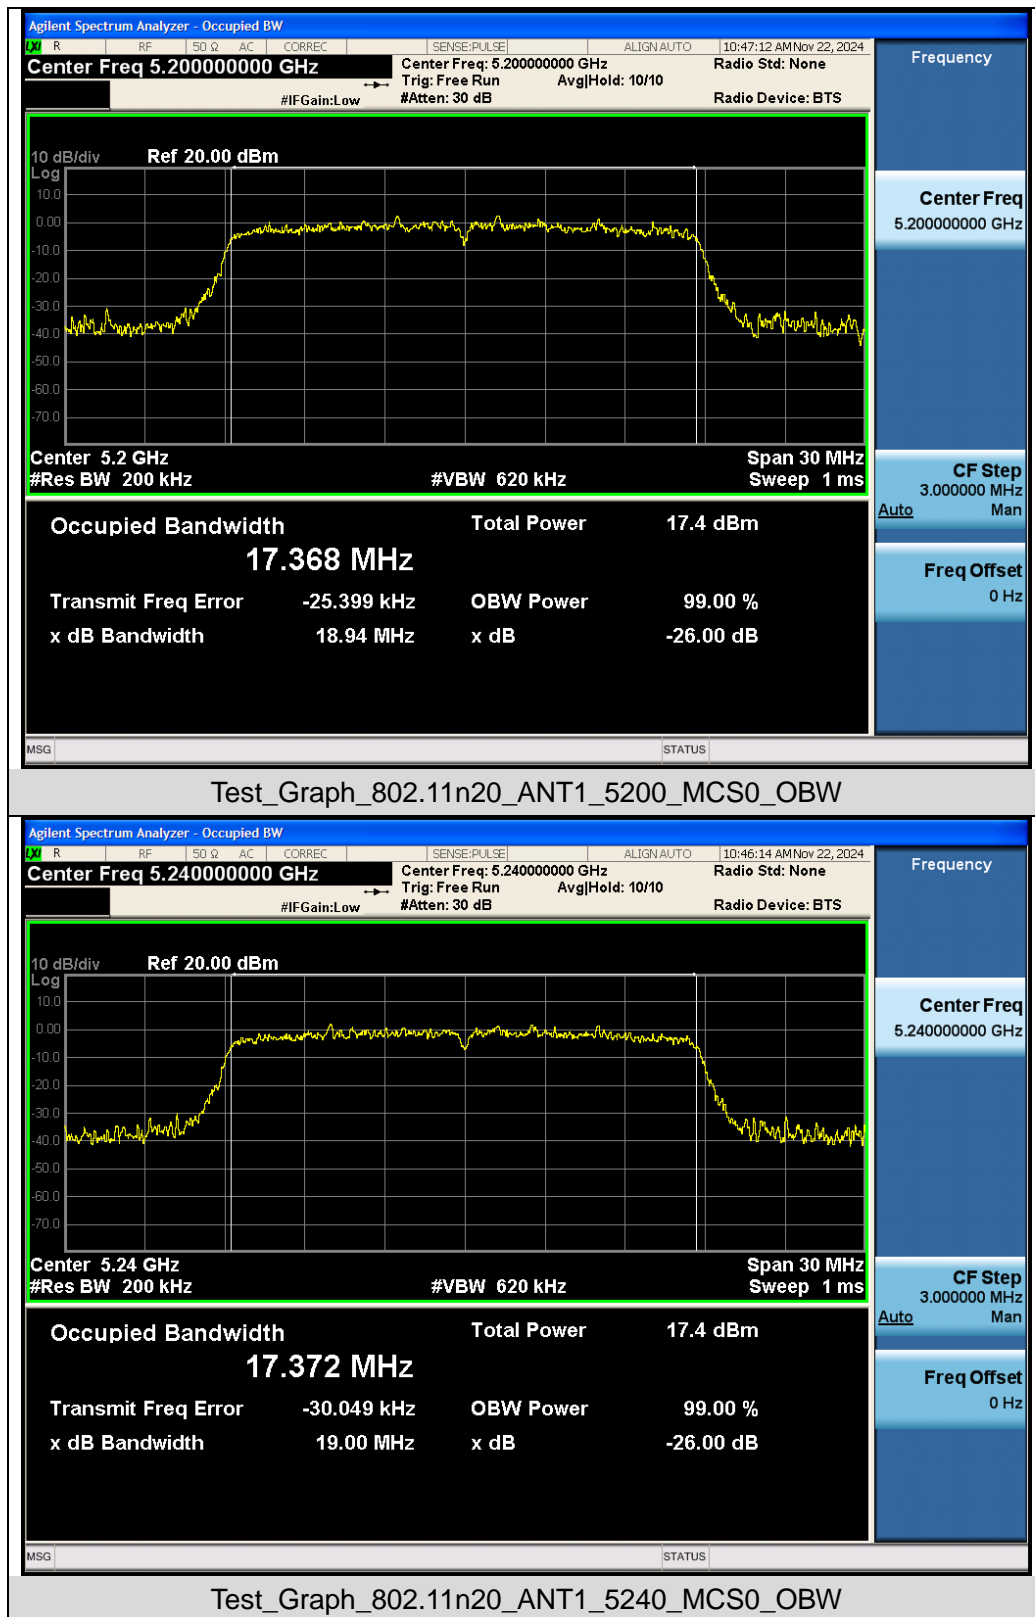 Agilent Spectrum Analyzer - Occupied BW
LXI R RF 50 Ω AC CORREC SENSE:PULSE ALIGN AUTO 10:47:12 AM Nov 22, 2024
Center Freq 5.200000000 GHz
Center Freq: 5.200000000 GHz Radio Std: None
Trig: Free Run Avg|Hold: 10/10
#IFGain:Low #Atten: 30 dB Radio Device: BTS
Frequency
10 dB/div Ref 20.00 dBm
Log
10.0
0.00
-10.0
-20.0
-30.0
-40.0
-50.0
-60.0
-70.0
Center Freq
5.200000000 GHz
Center 5.2 GHz Span 30 MHz
#Res BW 200 kHz #VBW 620 kHz Sweep 1 ms
CF Step
3.000000 MHz
Auto Man
Occupied Bandwidth Total Power 17.4 dBm
17.368 MHz
Transmit Freq Error -25.399 kHz OBW Power 99.00 %
x dB Bandwidth 18.94 MHz x dB -26.00 dB
Freq Offset
0 Hz
MSG STATUS
Test_Graph_802.11n20_ANT1_5200_MCS0_OBW
Agilent Spectrum Analyzer - Occupied BW
LXI R RF 50 Ω AC CORREC SENSE:PULSE ALIGN AUTO 10:46:14 AM Nov 22, 2024
Center Freq 5.240000000 GHz
Center Freq: 5.240000000 GHz Radio Std: None
Trig: Free Run Avg|Hold: 10/10
#IFGain:Low #Atten: 30 dB Radio Device: BTS
Frequency
10 dB/div Ref 20.00 dBm
Log
10.0
0.00
-10.0
-20.0
-30.0
-40.0
-50.0
-60.0
-70.0
Center Freq
5.240000000 GHz
Center 5.24 GHz Span 30 MHz
#Res BW 200 kHz #VBW 620 kHz Sweep 1 ms
CF Step
3.000000 MHz
Auto Man
Occupied Bandwidth Total Power 17.4 dBm
17.372 MHz
Transmit Freq Error -30.049 kHz OBW Power 99.00 %
x dB Bandwidth 19.00 MHz x dB -26.00 dB
Freq Offset
0 Hz
MSG STATUS
Test_Graph_802.11n20_ANT1_5240_MCS0_OBW